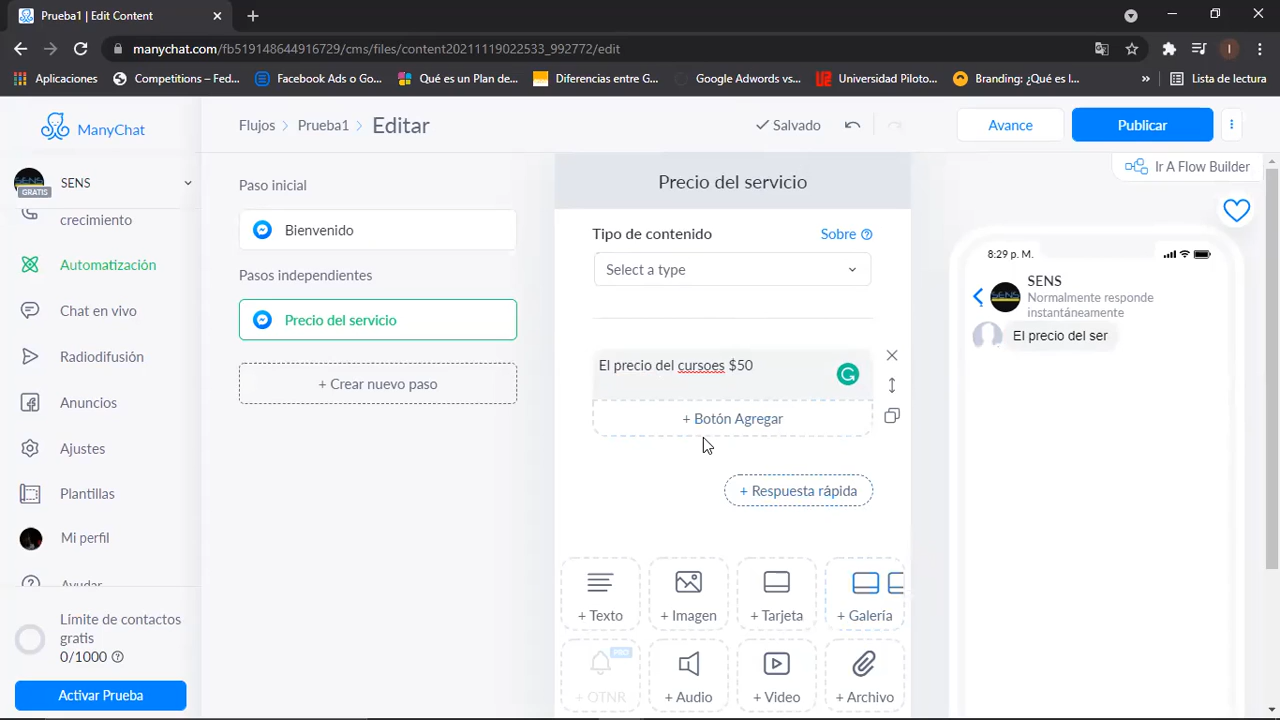 Prueba1 | Edit Content
manychat.com/fb519148644916729/cms/files/content20211119022533_992772/edit
I
Aplicaciones
Competitions – Fed...
Facebook Ads o Go...
Qué es un Plan de...
Diferencias entre G...
Google Adwords vs...
Universidad Piloto...
Branding: ¿Qué es l...
»
Lista de lectura
ManyChat
Flujos > Prueba1 > Editar
Salvado
Avance
Publicar
SENS
GRATIS
crecimiento
Automatización
Chat en vivo
Radiodifusión
Anuncios
Ajustes
Plantillas
Mi perfil
Ayudar
Límite de contactos
gratis
0/1000
Activar Prueba
Paso inicial
Bienvenido
Pasos independientes
Precio del servicio
+ Crear nuevo paso
Precio del servicio
Tipo de contenido
Sobre
Select a type
El precio del cursoes $50
+ Botón Agregar
+ Respuesta rápida
+ Texto
+ Imagen
+ Tarjeta
+ Galería
PRO
+ OTNR
+ Audio
+ Video
+ Archivo
Ir A Flow Builder
8:29 p. M.
SENS
Normalmente responde
instantáneamente
El precio del ser